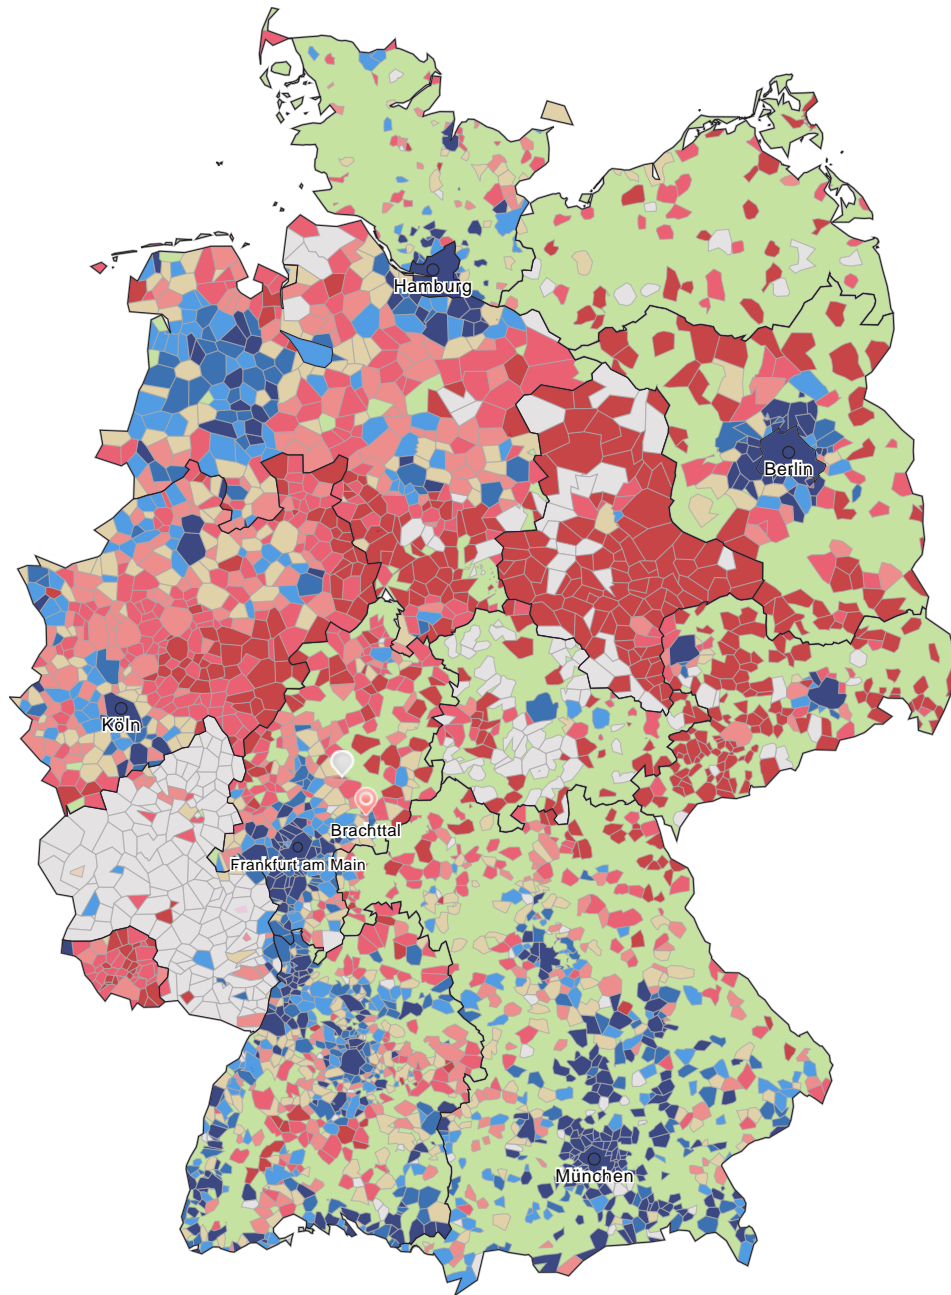 Hamburg
Berlin
Köln
Brachttal
Frankfurt am Main
München